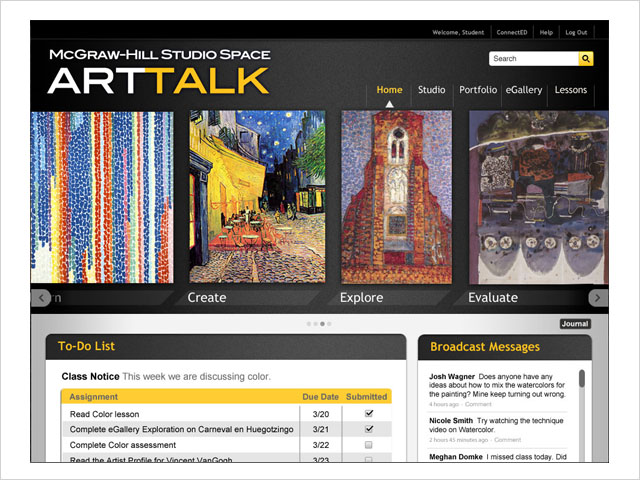 Welcome, Student ConnectED Help Log Out
McGRAW-HILL STUDIO SPACE
ARTTALK
Search
Home Studio Portfolio eGallery Lessons
Create Explore Evaluate
Journal
To-Do List
Class Notice This week we are discussing color.
Assignment Due Date Submitted
Read Color lesson 3/20
Complete eGallery Exploration on Carneval en Huegotzingo 3/21
Complete Color assessment 3/22
Read the Artist Profile for Vincent VanGogh 3/23
Broadcast Messages
Josh Wagner Does anyone have any
ideas about how to mix the watercolors for
the painting? Mine keep turning out wrong.
4 hours ago · Comment
Nicole Smith Try watching the technique
video on Watercolor.
2 hours 45 minutes ago · Comment
Meghan Domke I missed class today. Did